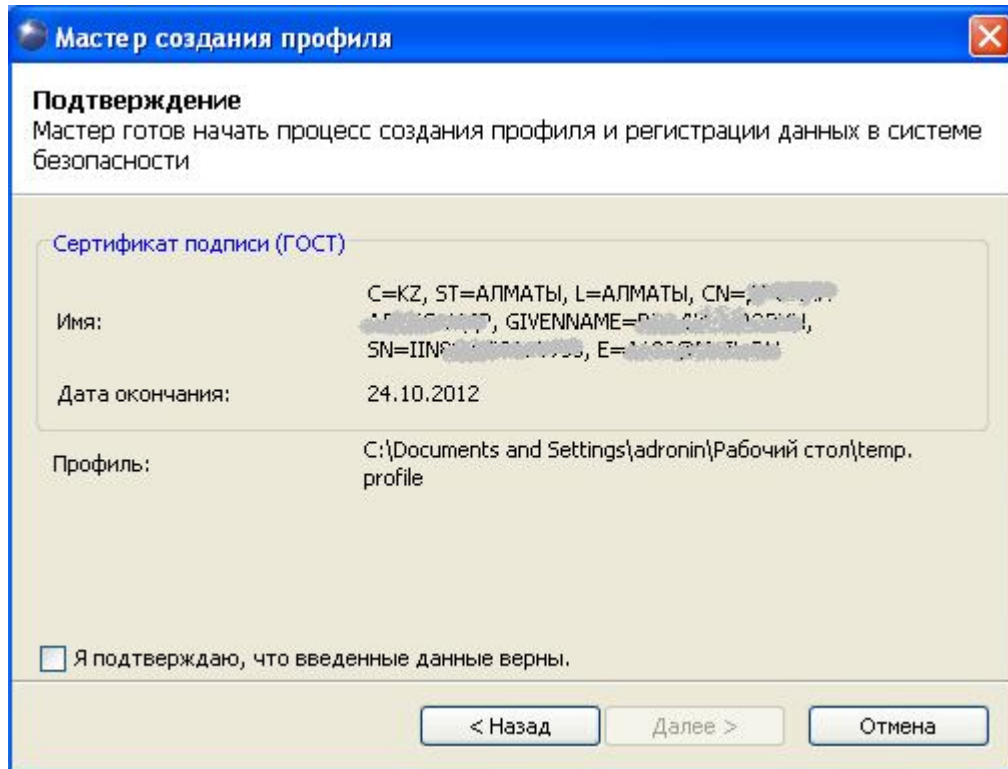 Мастер создания профиля
Подтверждение
Мастер готов начать процесс создания профиля и регистрации данных в системе
безопасности
Сертификат подписи (ГОСТ)
Имя:
C=KZ, ST=АЛМАТЫ, L=АЛМАТЫ, CN=
, GIVENNAME=
SN=IIN , E=
Дата окончания:
24.10.2012
Профиль:
C:\Documents and Settings\adronin\Рабочий стол\temp.
profile
Я подтверждаю, что введенные данные верны.
< Назад
Далее >
Отмена